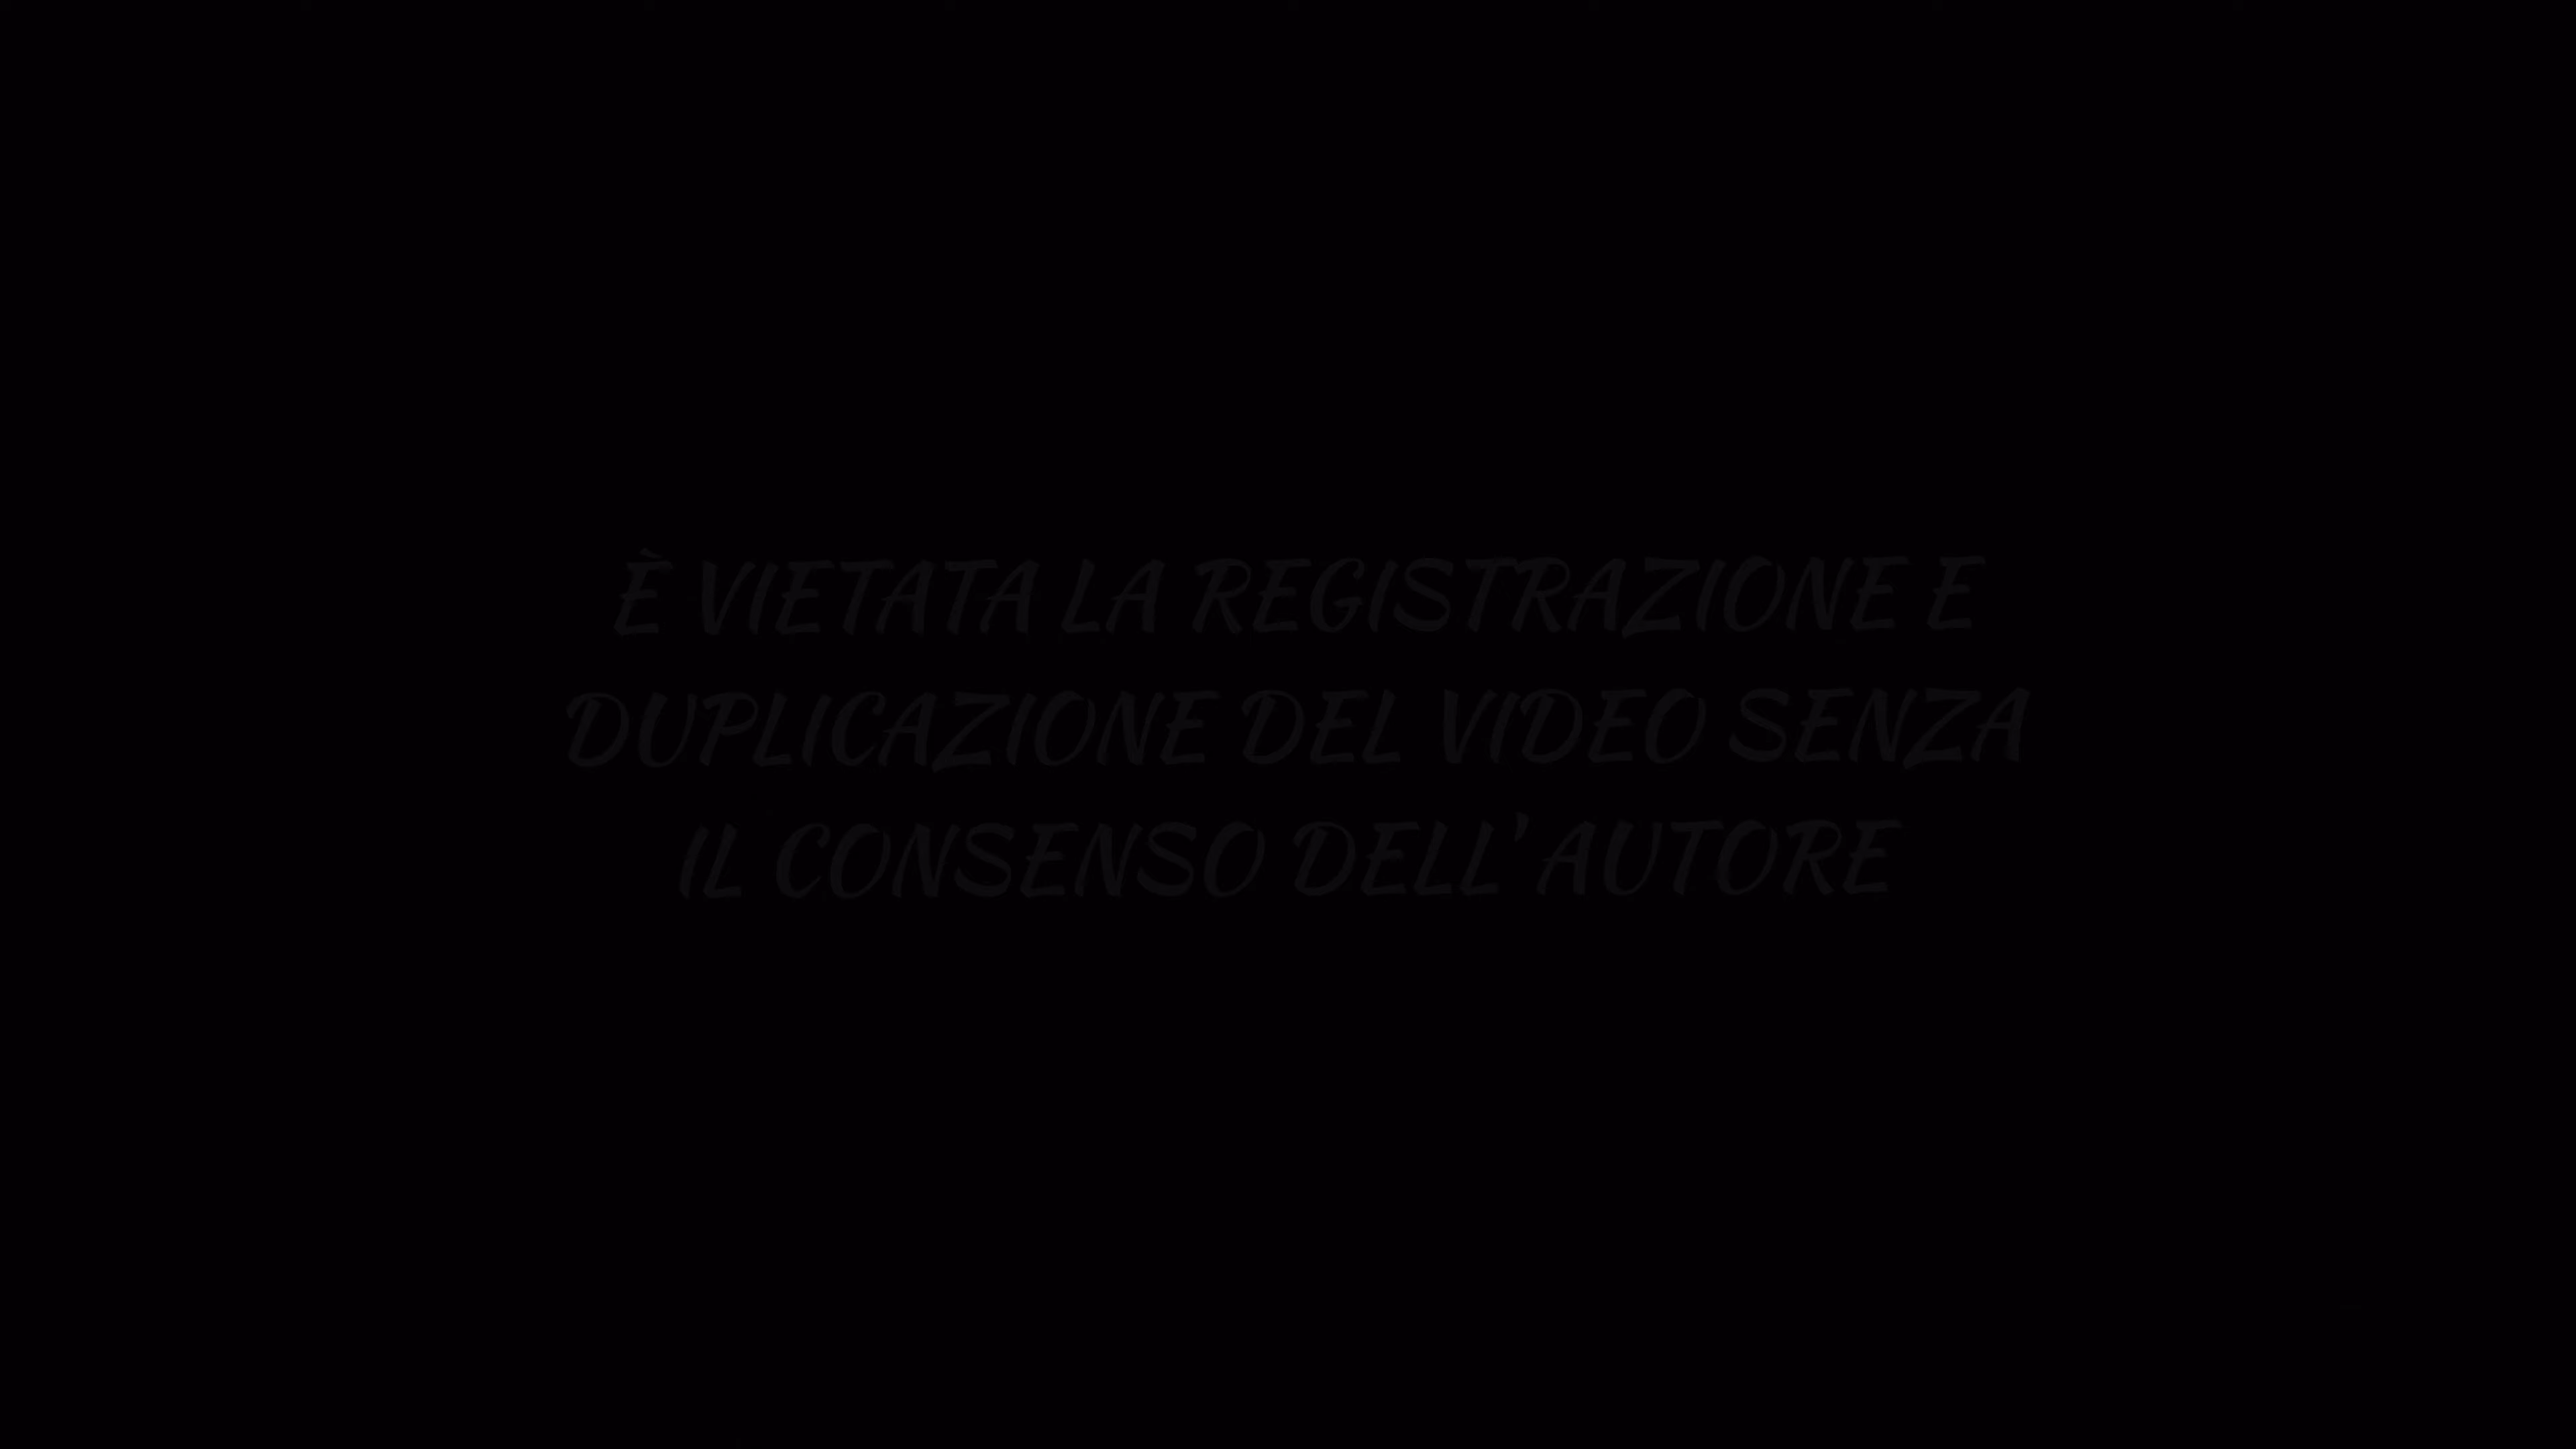 È VIETATA LA REGISTRAZIONE E
DUPLICAZIONE DEL VIDEO SENZA
IL CONSENSO DELL'AUTORE